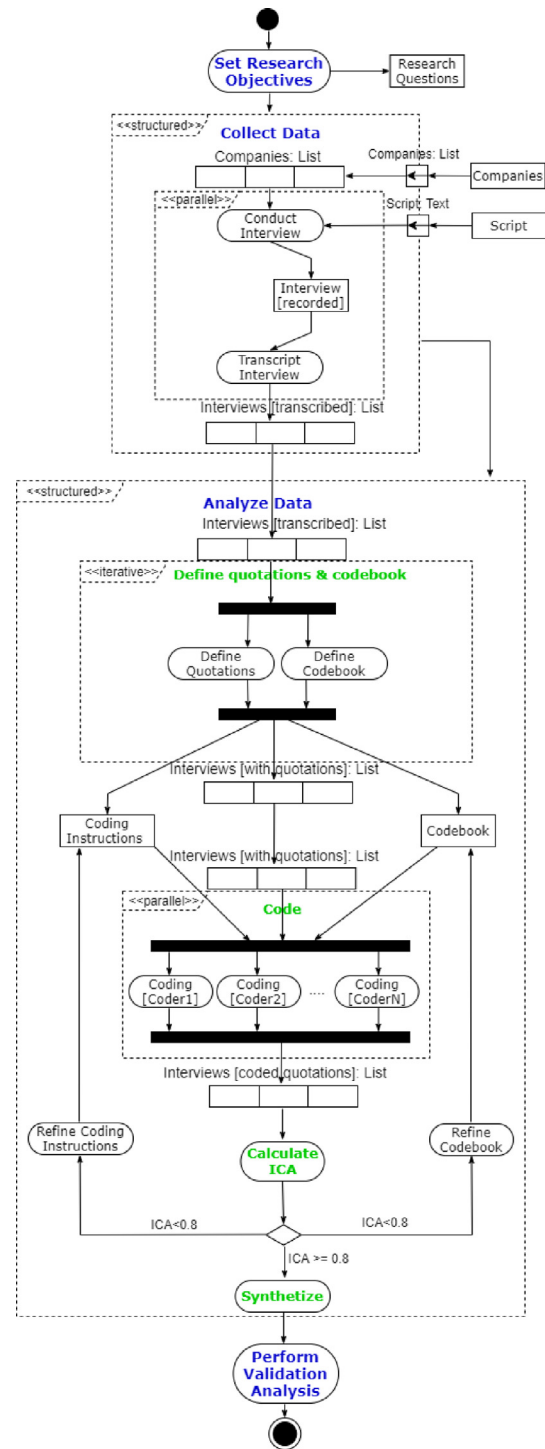 Set Research
Objectives
Research
Questions
<<structured>>
Collect Data
Companies: List
Companies: List
Companies
<<parallel>>
Script: Text
Conduct
Interview
Script
Interview
[recorded]
Transcript
Interview
Interviews [transcribed]: List
<<structured>>
Analyze Data
Interviews [transcribed]: List
<<iterative>>
Define quotations & codebook
Define
Quotations
Define
Codebook
Interviews [with quotations]: List
Coding
Instructions
Codebook
Interviews [with quotations]: List
<<parallel>>
Code
Coding
[Coder1]
Coding
[Coder2]
....
Coding
[CoderN]
Interviews [coded quotations]: List
Refine Coding
Instructions
Refine
Codebook
Calculate
ICA
ICA<0.8
ICA<0.8
ICA >= 0.8
Synthetize
Perform
Validation
Analysis